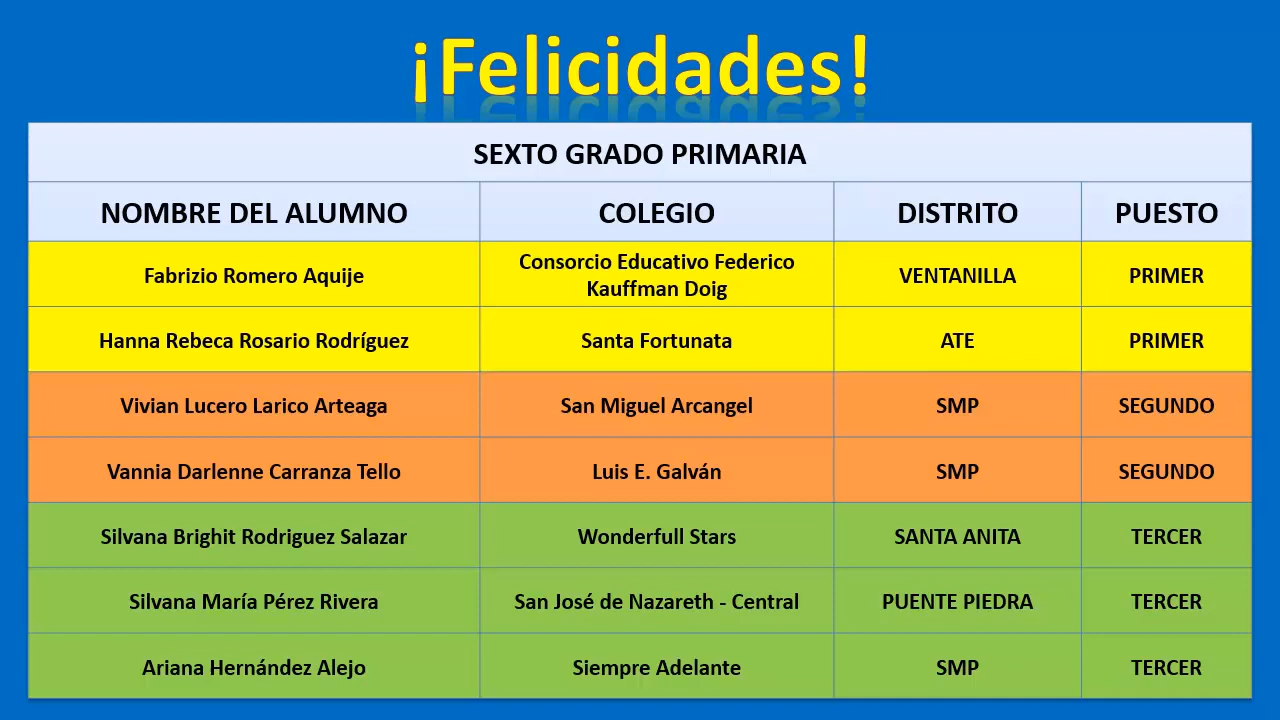 ¡Felicidades!
SEXTO GRADO PRIMARIA
NOMBRE DEL ALUMNO COLEGIO DISTRITO PUESTO
Fabrizio Romero Aquije Consorcio Educativo Federico Kauffman Doig VENTANILLA PRIMER
Hanna Rebeca Rosario Rodríguez Santa Fortunata ATE PRIMER
Vivian Lucero Larico Arteaga San Miguel Arcangel SMP SEGUNDO
Vannia Darlenne Carranza Tello Luis E. Galván SMP SEGUNDO
Silvana Brighit Rodriguez Salazar Wonderfull Stars SANTA ANITA TERCER
Silvana María Pérez Rivera San José de Nazareth - Central PUENTE PIEDRA TERCER
Ariana Hernández Alejo Siempre Adelante SMP TERCER